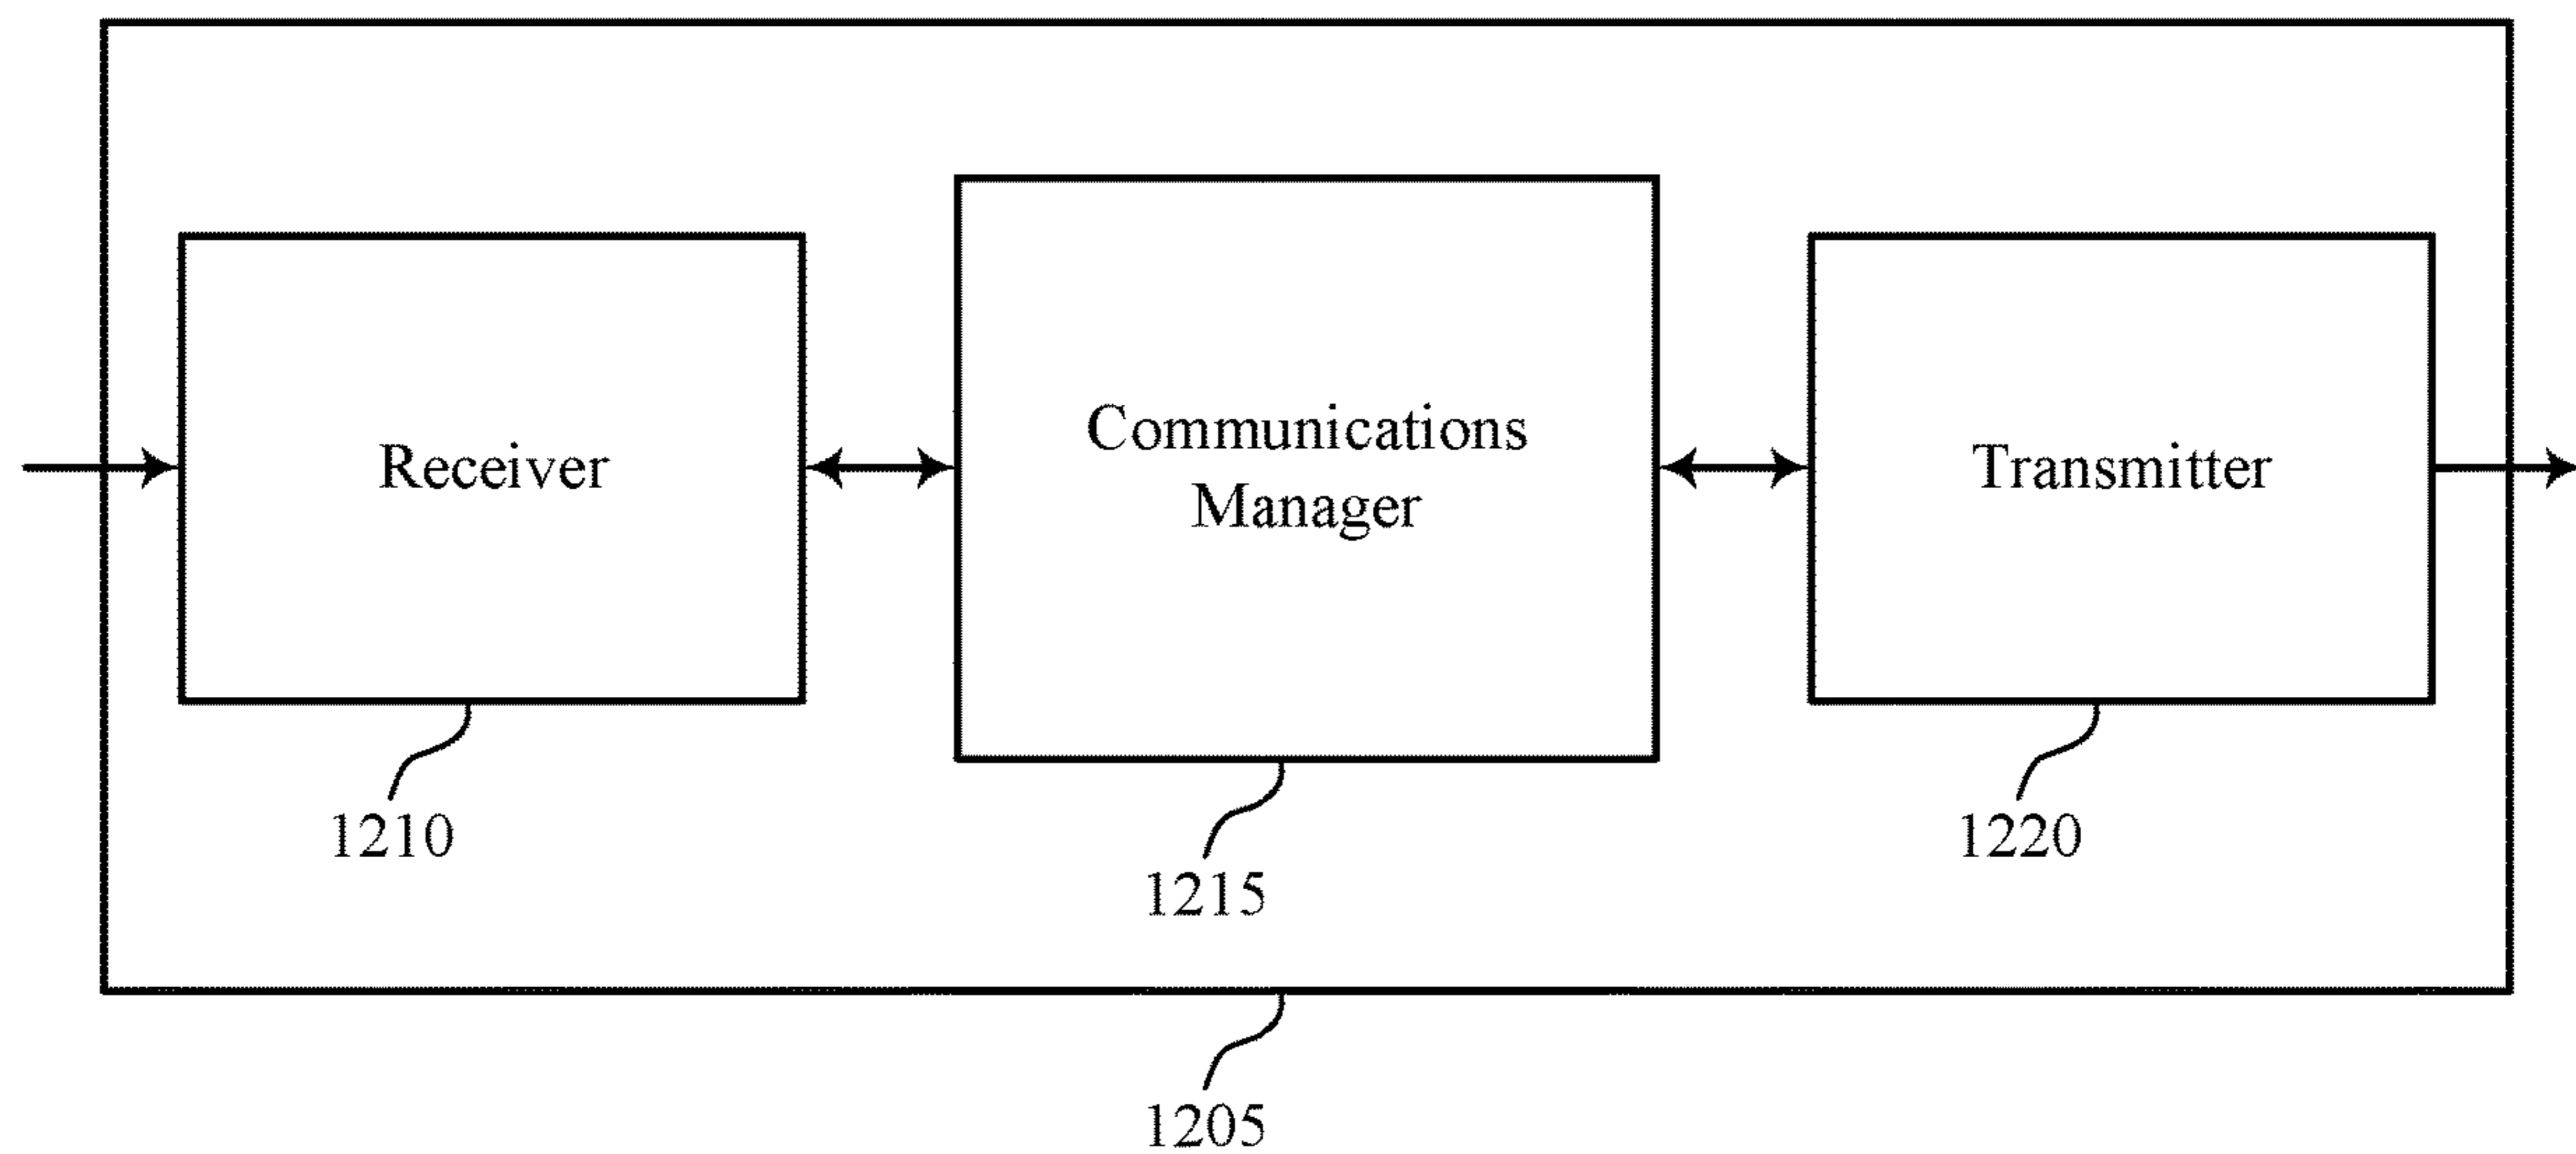 Receiver
Communications
Manager
Transmitter
1210
1215
1220
1205